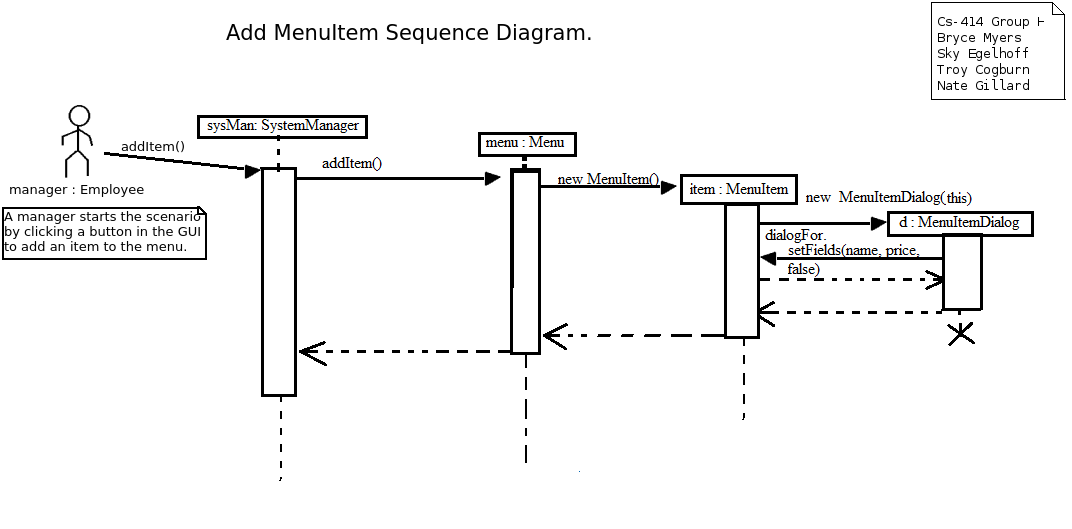 Add MenuItem Sequence Diagram.
Cs-414 Group H
Bryce Myers
Sky Egelhoff
Troy Cogburn
Nate Gillard
sysMan: SystemManager
menu : Menu
addItem()
addItem()
new MenuItem()
item : MenuItem
new MenuItemDialog(this)
manager : Employee
A manager starts the scenario
by clicking a button in the GUI
to add an item to the menu.
d : MenuItemDialog
dialogFor.
setFields(name, price,
false)